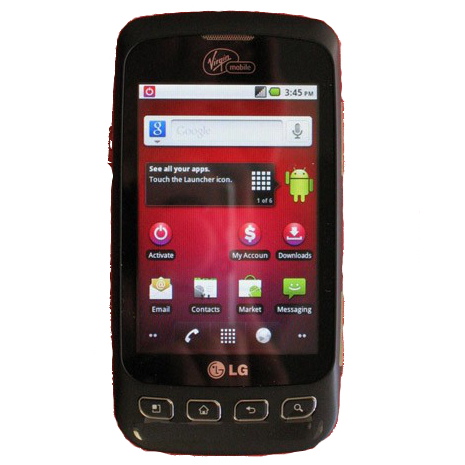 Virgin
mobile
3:45 PM
8 Google
See all your apps.
Touch the Launcher icon.
1 of 6
$
Activate My Accoun Downloads
@
Email Contacts Market Messaging
LG